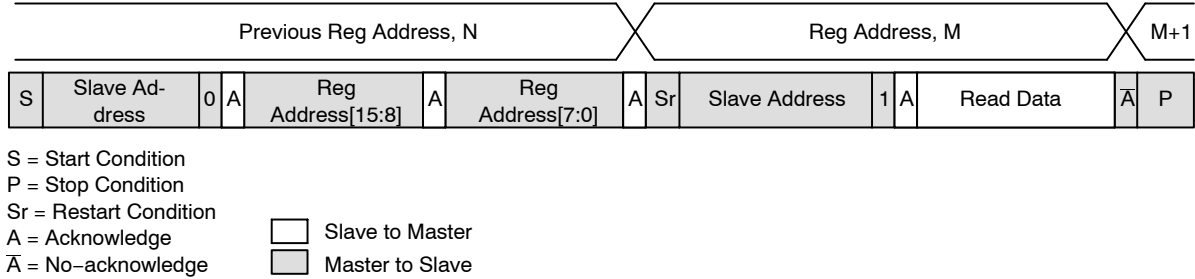 Previous Reg Address, N Reg Address, M M+1
S Slave Ad-
dress 0 A Reg
Address[15:8] A Reg
Address[7:0] A Sr Slave Address 1 A Read Data A̅ P
S = Start Condition
P = Stop Condition
Sr = Restart Condition
A = Acknowledge
A̅ = No−acknowledge
Slave to Master
Master to Slave